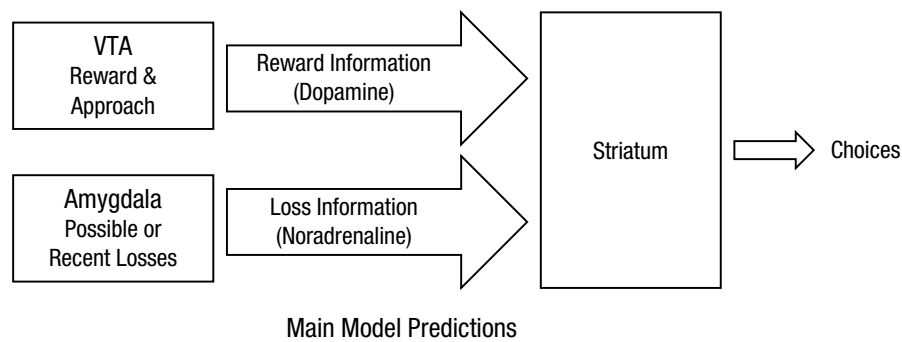 VTA
Reward &
Approach
Reward Information
(Dopamine)
Amygdala
Possible or
Recent Losses
Loss Information
(Noradrenaline)
Striatum
Choices
Main Model Predictions